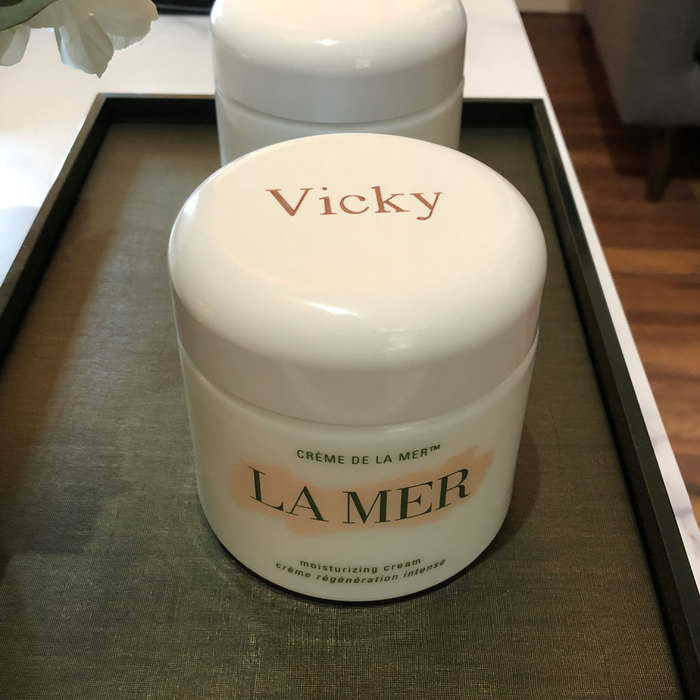 Vicky
CRÈME DE LA MER™
LA MER
moisturizing cream
crème régénération intense